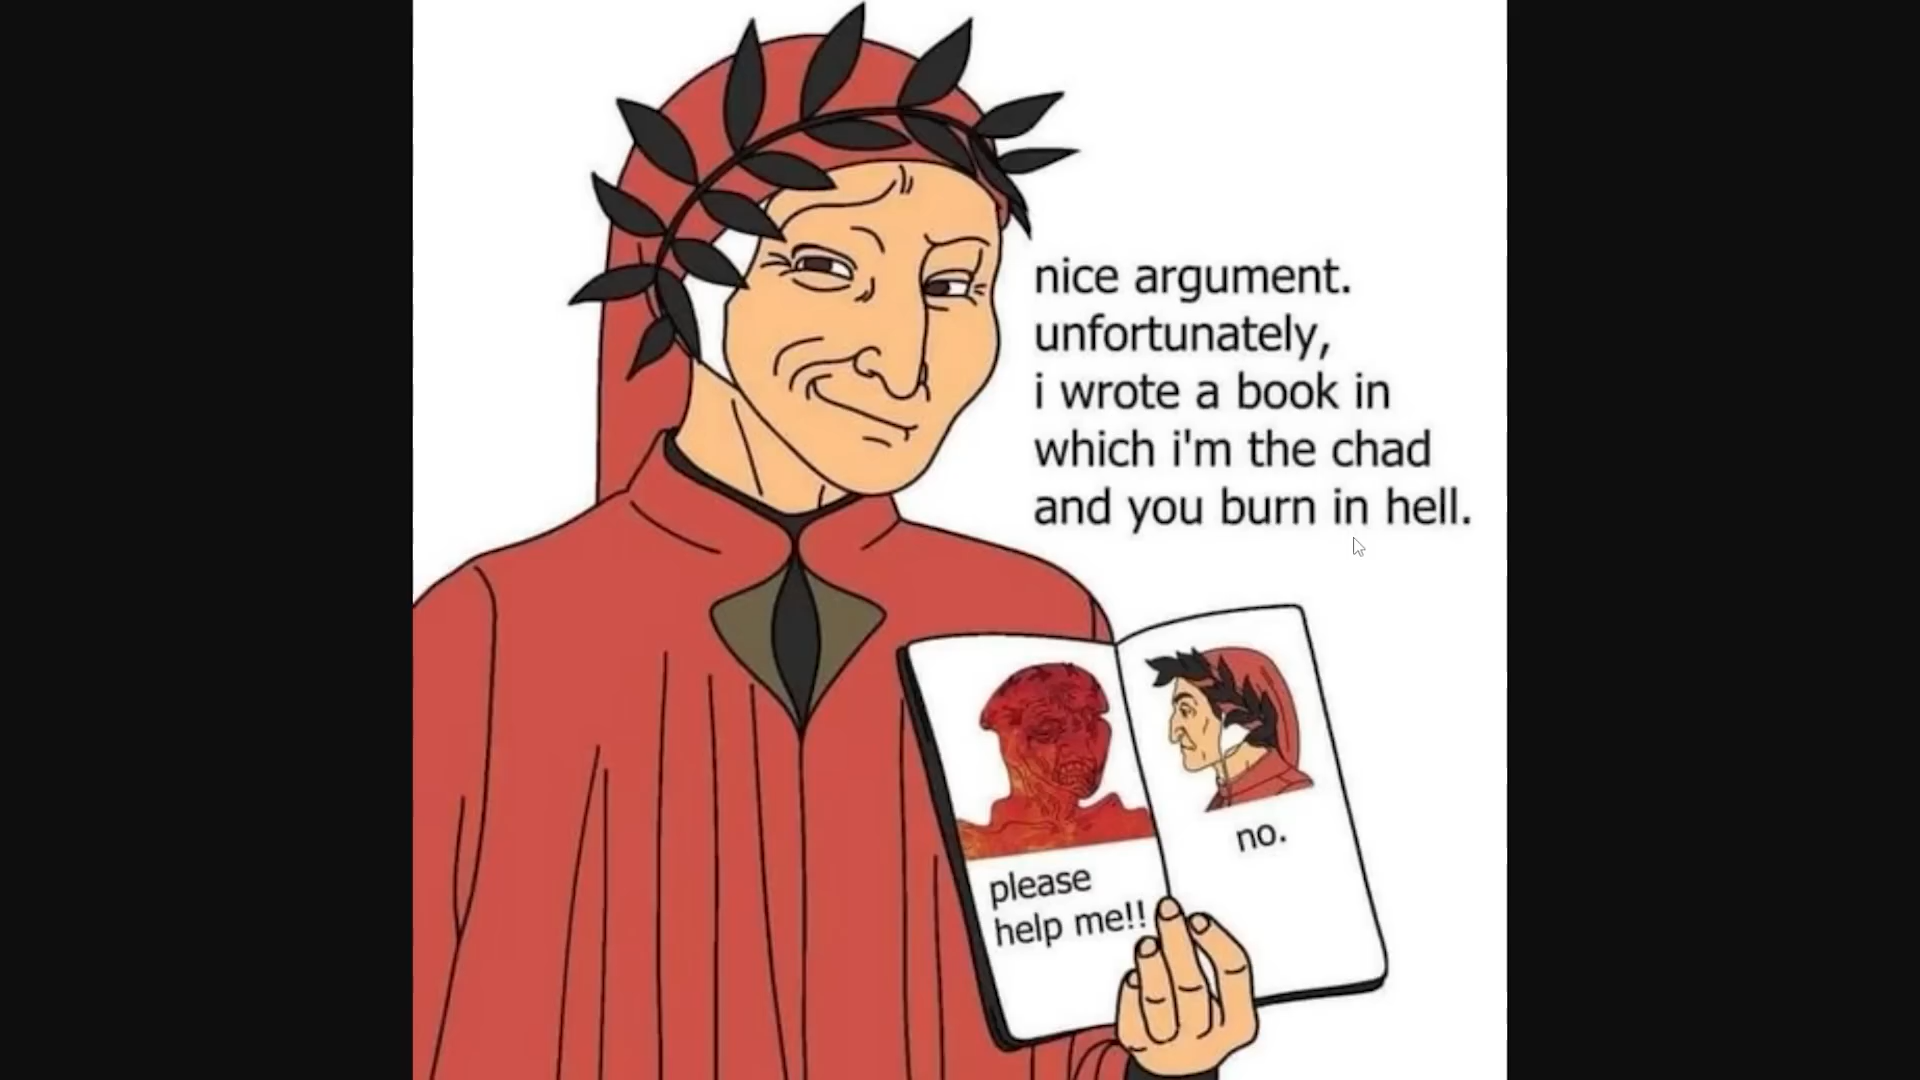 nice argument.
unfortunately,
i wrote a book in
which i'm the chad
and you burn in hell.
please
help me!!
no.